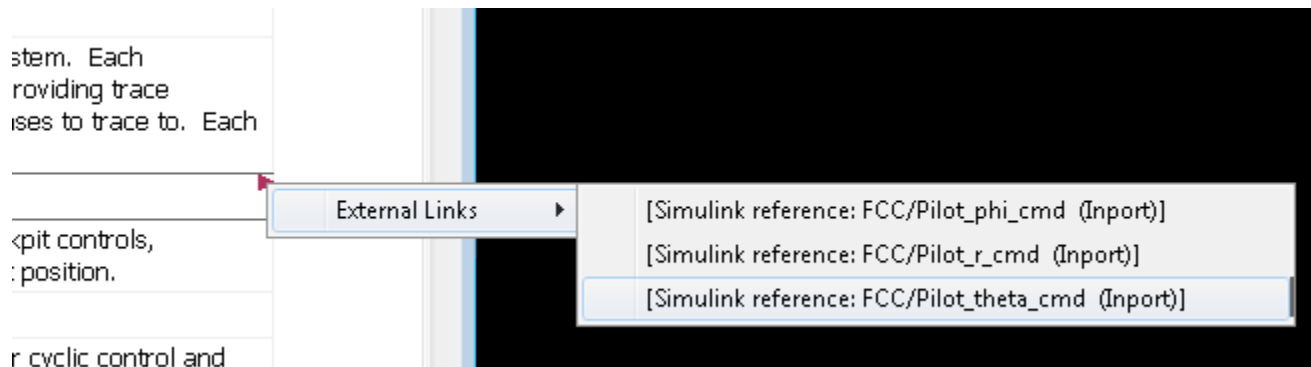 stem. Each
roviding trace
ses to trace to. Each
External Links
[Simulink reference: FCC/Pilot_phi_cmd (Inport)]
[Simulink reference: FCC/Pilot_r_cmd (Inport)]
[Simulink reference: FCC/Pilot_theta_cmd (Inport)]
kpit controls,
position.
r cyclic control and